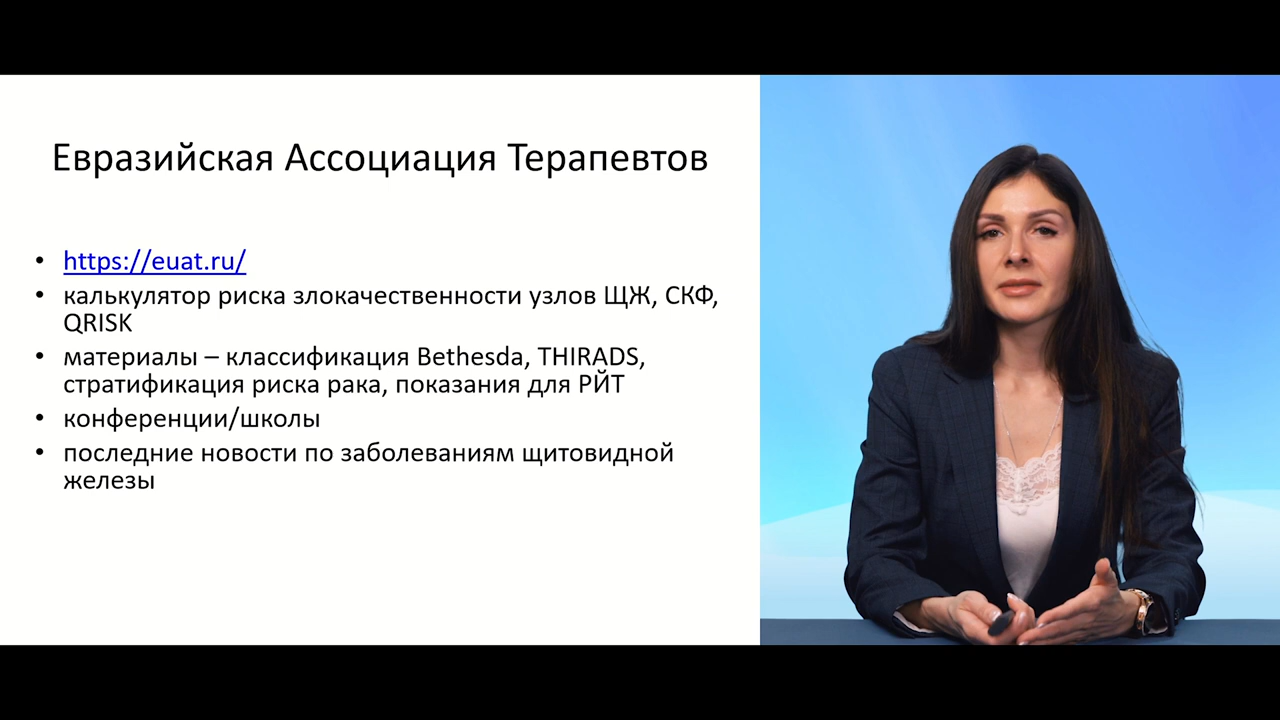 Евразийская Ассоциация Терапевтов
• https://euat.ru/
• калькулятор риска злокачественности узлов ЩЖ, СКФ,
QRISK
• материалы – классификация Bethesda, THIRADS,
стратификация риска рака, показания для РЙТ
• конференции/школы
• последние новости по заболеваниям щитовидной
железы